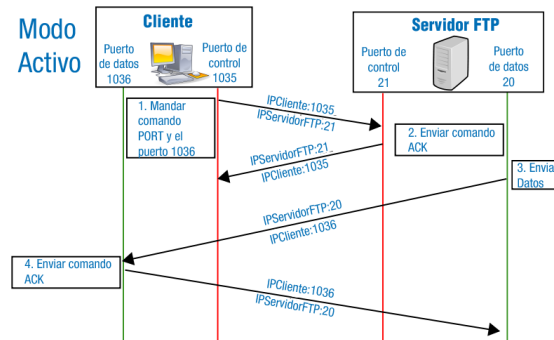 Modo
Activo
Cliente
Puerto
de datos
1036
Puerto de
control
1035
Servidor FTP
Puerto de
control
21
Puerto
de datos
20
1. Mandar
comando
PORT y el
puerto 1036
IPCliente:1035
IPServidorFTP:21
2. Enviar comando
ACK
IPServidorFTP:21
IPCliente:1035
3. Envia
Datos
IPServidorFTP:20
IPCliente:1036
4. Enviar comando
ACK
IPCliente:1036
IPServidorFTP:20